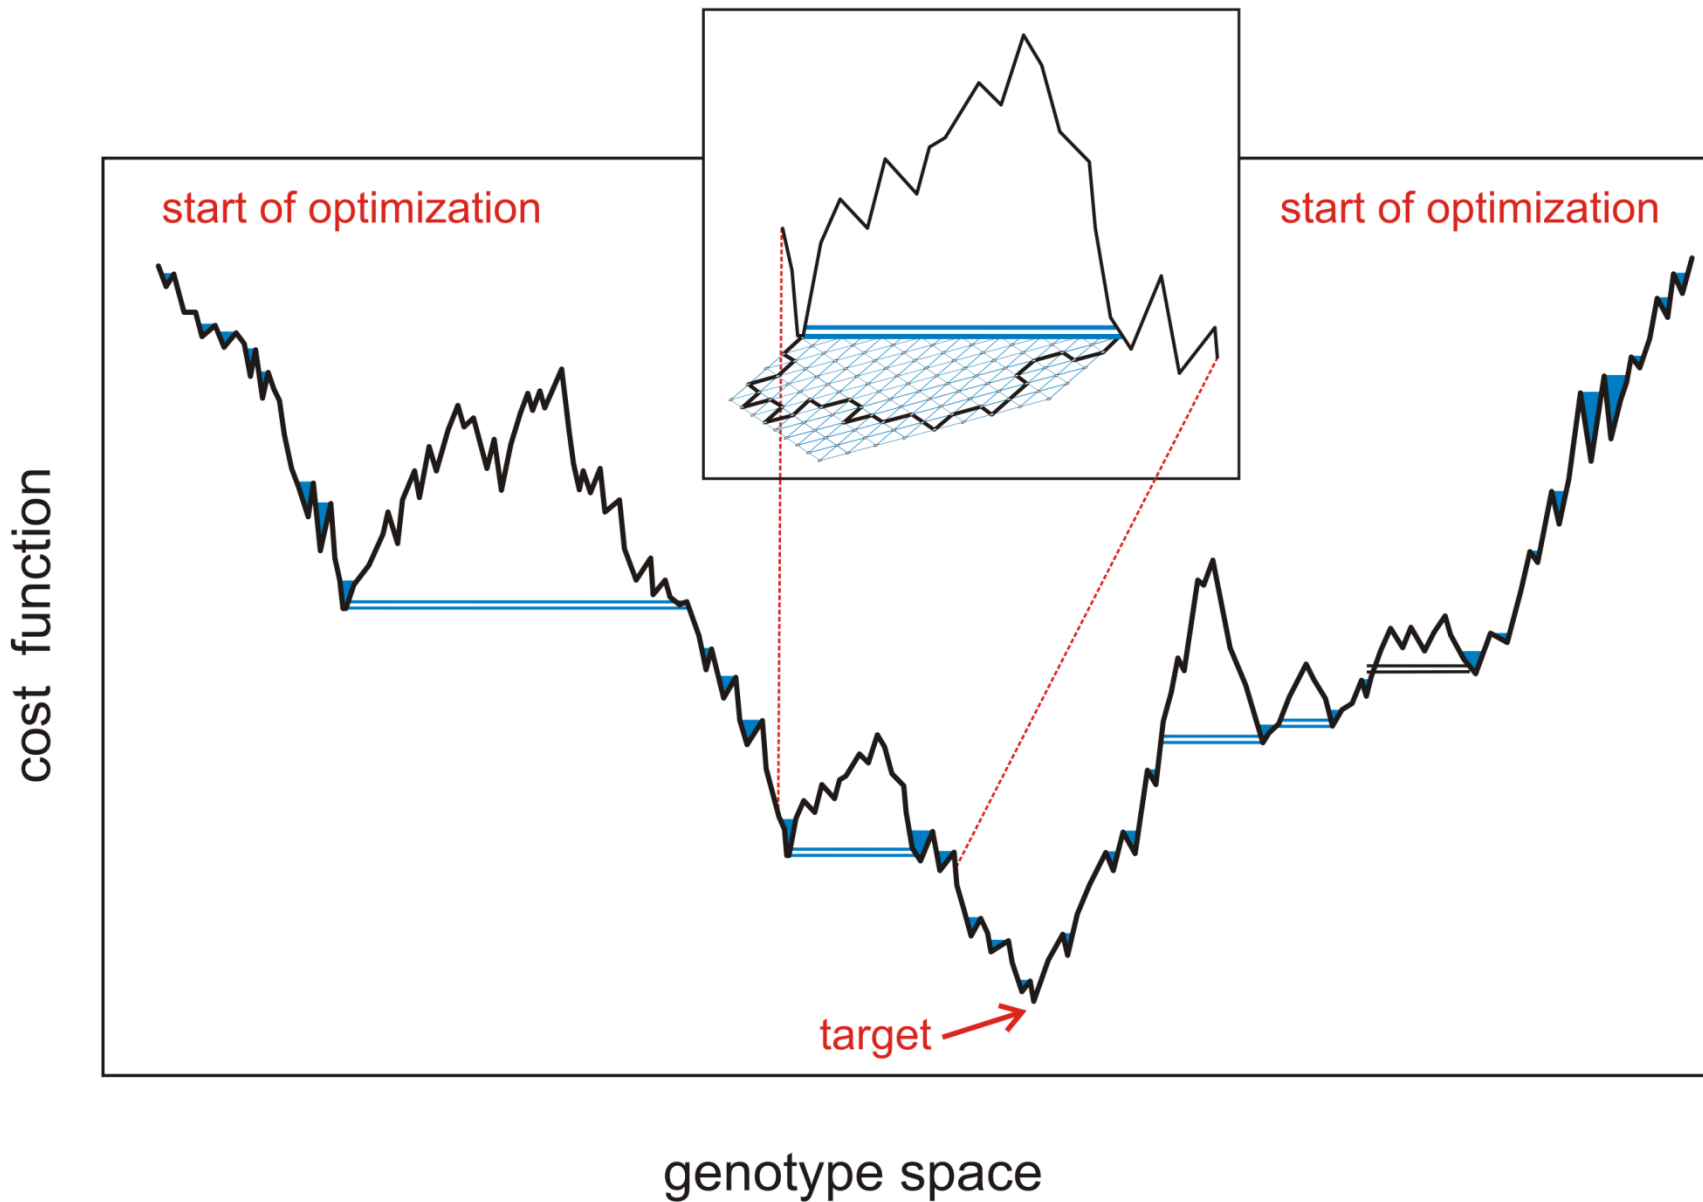 start of optimization
start of optimization
cost function
target
genotype space